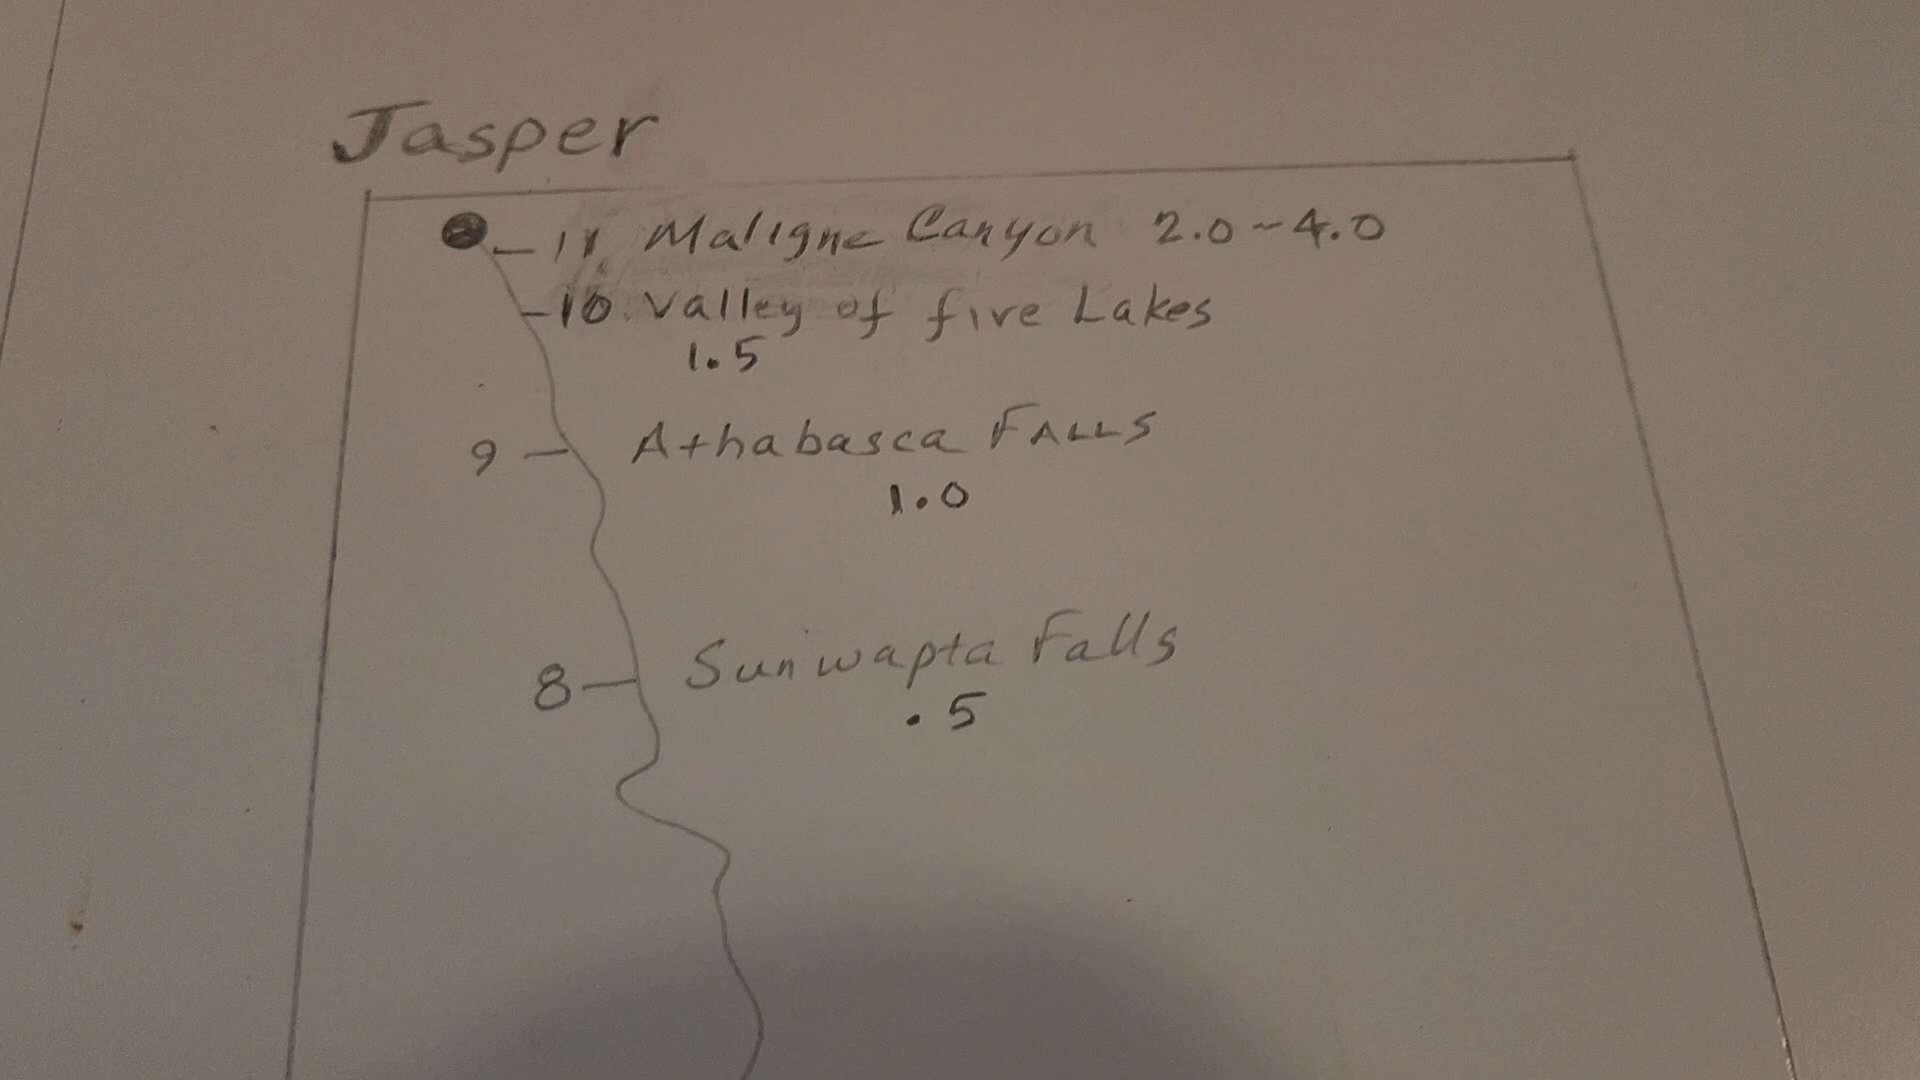 Jasper
-11 Maligne Canyon 2.0-4.0
-10. Valley of five Lakes
1.5
9 - Athabasca FALLS
1.0
8 - Sunwapta Falls
.5